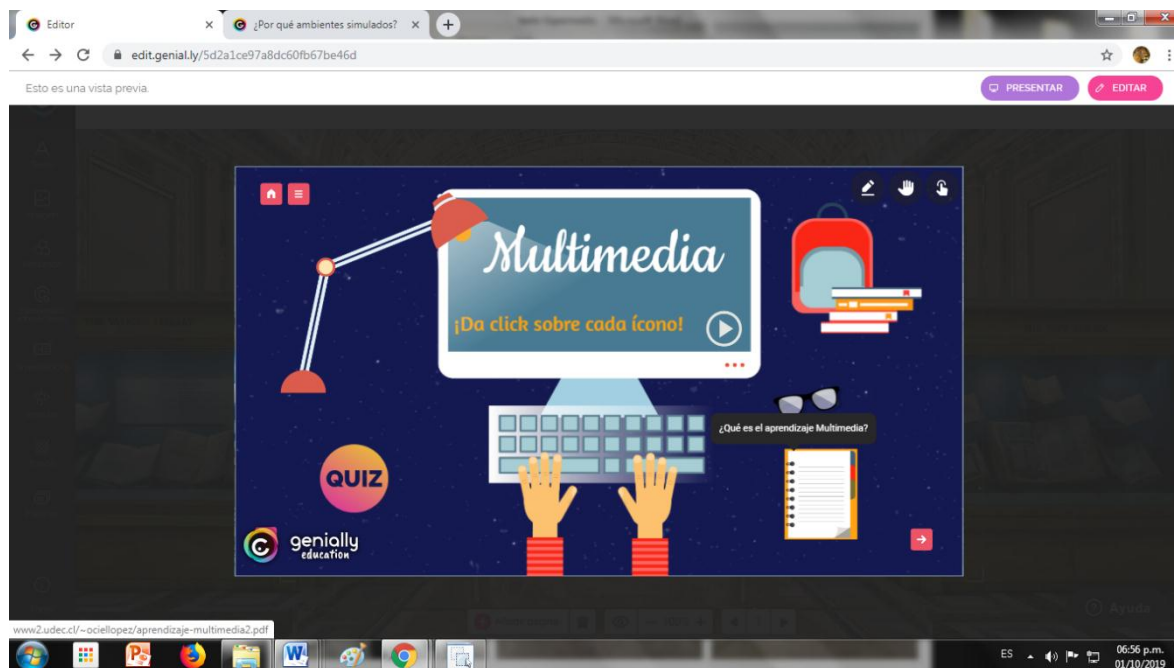 Editor
¿Por qué ambientes simulados?
edit.genial.ly/5d2a1ce97a8dc60fb67be46d
Esto es una vista previa.
PRESENTAR
EDITAR
Multimedia
¡Da click sobre cada ícono!
¿Qué es el aprendizaje Multimedia?
QUIZ
genially
education
Ayuda
www2.udec.cl/~ociellopez/aprendizaje-multimedia2.pdf
ES
06:56 p.m.
01/10/2019